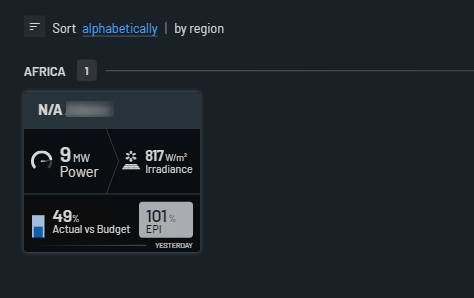 Sort alphabetically | by region
AFRICA 1
N/A
9 MW
Power
817 W/m²
Irradiance
49%
Actual vs Budget
101%
EPI
YESTERDAY